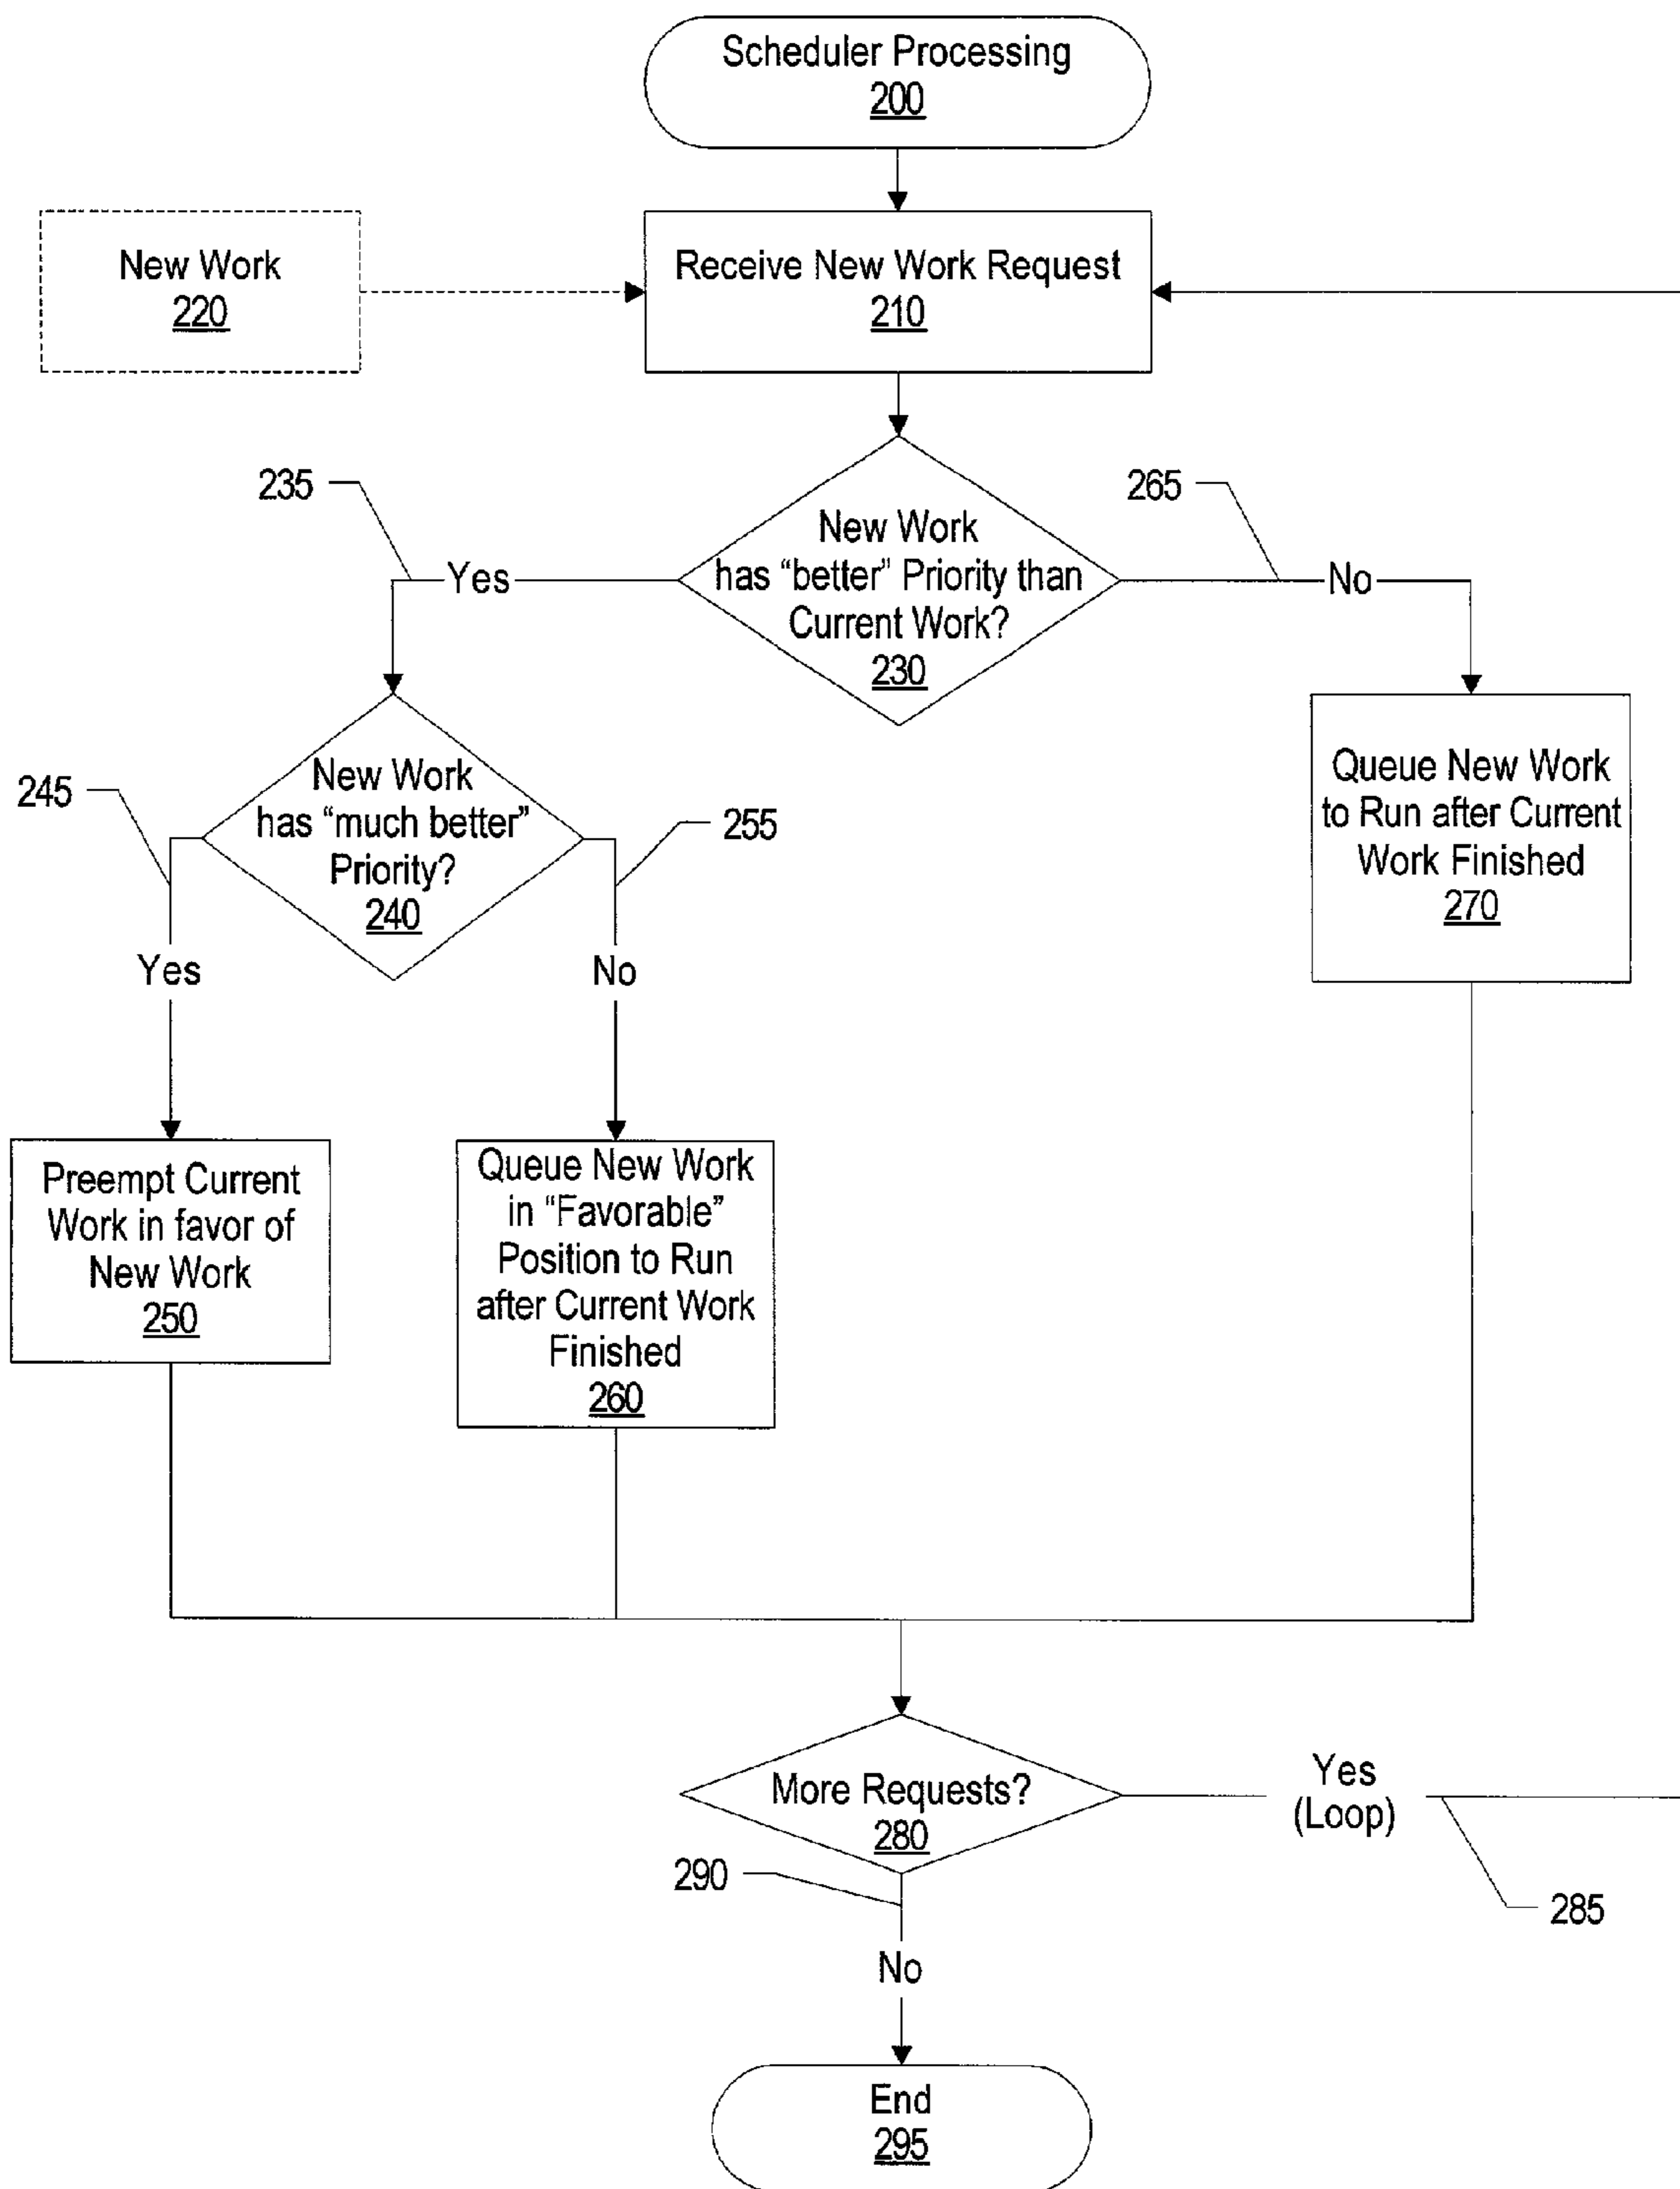 Scheduler Processing
200
New Work
220
Receive New Work Request
210
235
265
New Work
has “better” Priority than
Current Work?
230
Yes
No
New Work
has “much better”
Priority?
240
245
255
Queue New Work
to Run after Current
Work Finished
270
Yes
No
Preempt Current
Work in favor of
New Work
250
Queue New Work
in “Favorable”
Position to Run
after Current Work
Finished
260
More Requests?
280
Yes
(Loop)
290
285
No
End
295